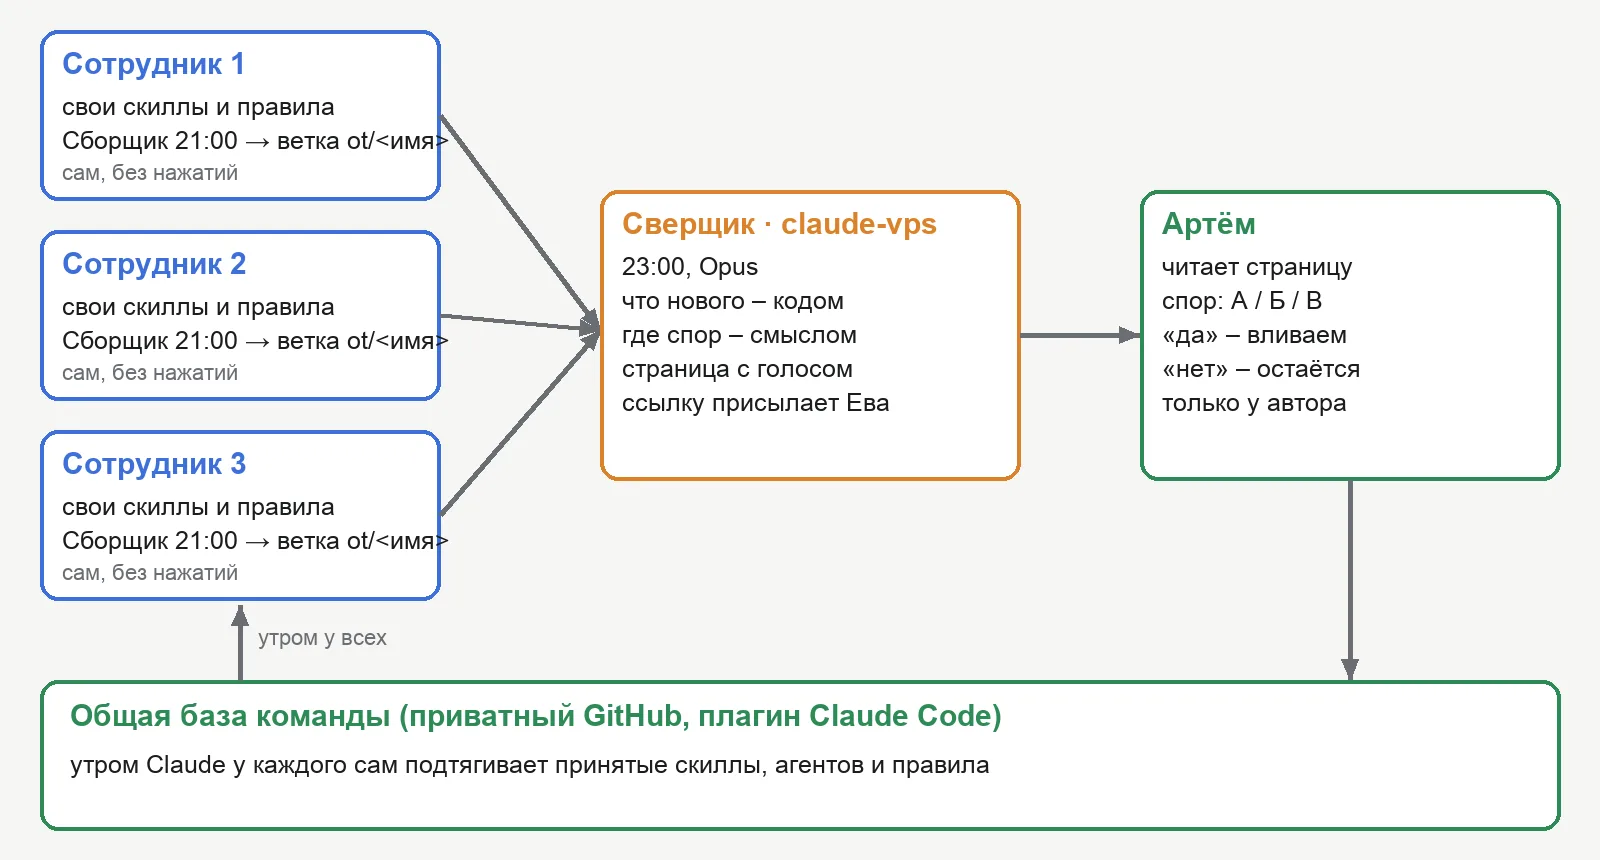 Сотрудник 1
свои скиллы и правила
Сборщик 21:00 → ветка ot/<имя>
сам, без нажатий
Сотрудник 2
свои скиллы и правила
Сборщик 21:00 → ветка ot/<имя>
сам, без нажатий
Сотрудник 3
свои скиллы и правила
Сборщик 21:00 → ветка ot/<имя>
сам, без нажатий
Сверщик · claude-vps
23:00, Opus
что нового – кодом
где спор – смыслом
страница с голосом
ссылку присылает Ева
Артём
читает страницу
спор: А / Б / В
«да» – вливаем
«нет» – остаётся
только у автора
утром у всех
Общая база команды (приватный GitHub, плагин Claude Code)
утром Claude у каждого сам подтягивает принятые скиллы, агентов и правила